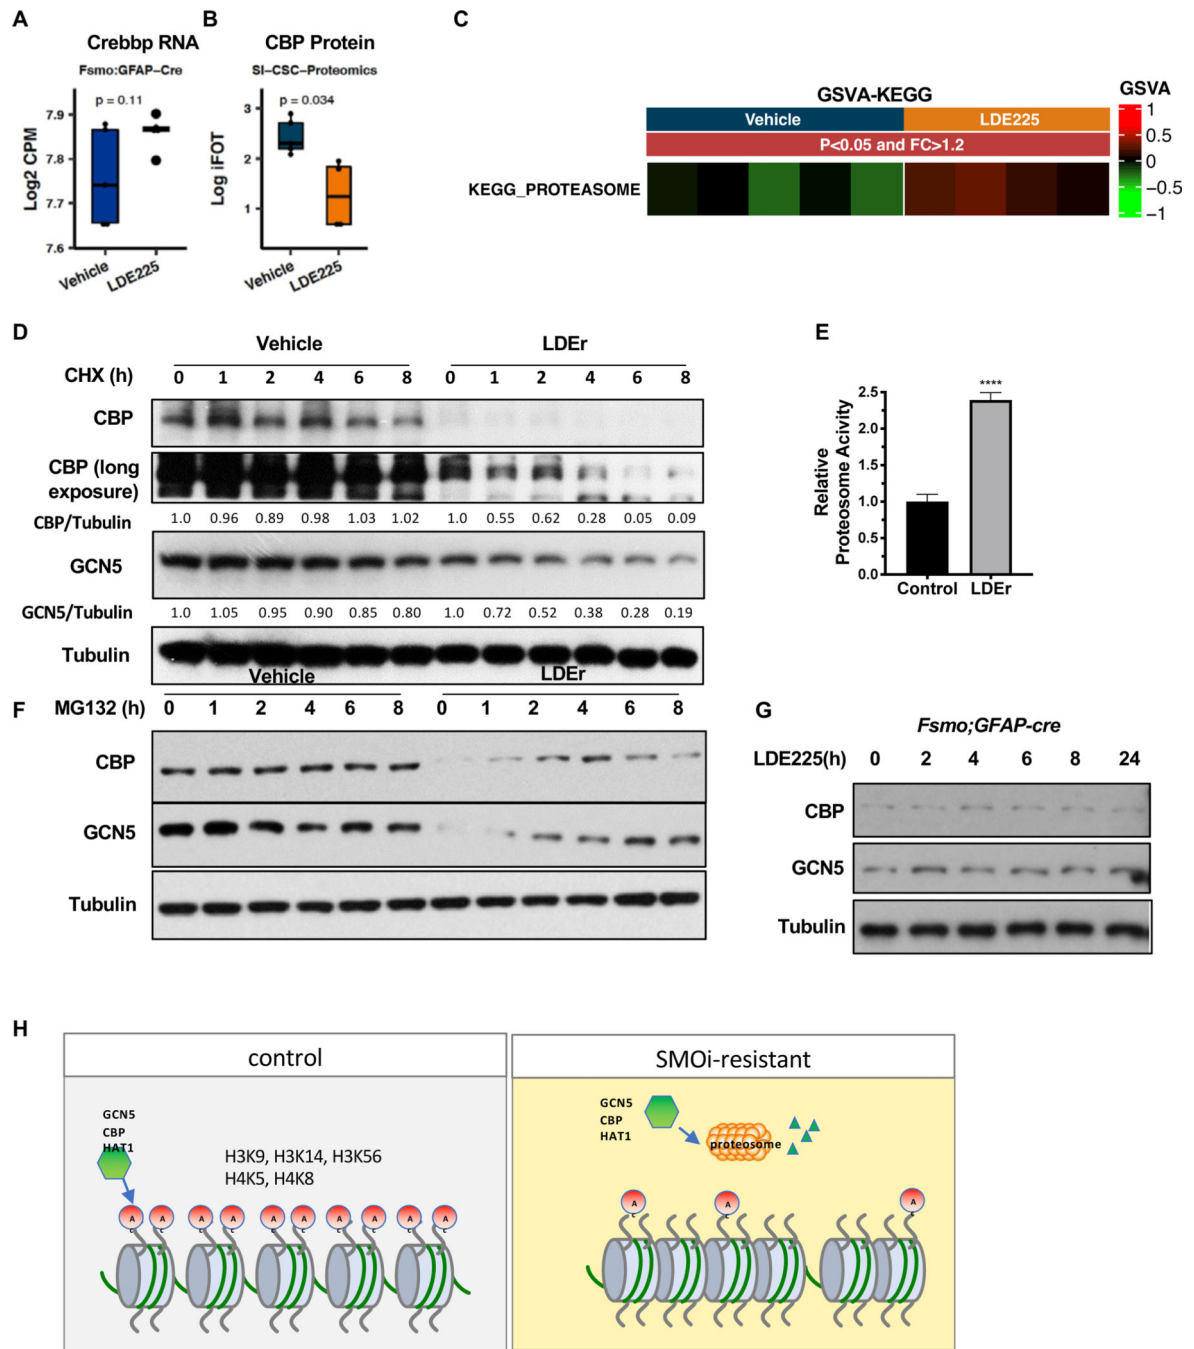 A
Crebbp RNA
Fsmo:GFAP–Cre
p = 0.11
7.9
7.8
7.7
7.6
Log2 CPM
Vehicle
LDE225
B
CBP Protein
SI–CSC–Proteomics
p = 0.034
3
2
1
Log iFOT
Vehicle
LDE225
C
GSVA-KEGG
Vehicle LDE225
P<0.05 and FC>1.2
KEGG_PROTEASOME
GSVA
1
0.5
0
−0.5
−1
D
Vehicle LDEr
CHX (h) 0 1 2 4 6 8 0 1 2 4 6 8
CBP
CBP (long
exposure)
CBP/Tubulin 1.0 0.96 0.89 0.98 1.03 1.02 1.0 0.55 0.62 0.28 0.05 0.09
GCN5
GCN5/Tubulin 1.0 1.05 0.95 0.90 0.85 0.80 1.0 0.72 0.52 0.38 0.28 0.19
Tubulin
E
Relative
Proteosome Acivity
2.5
2.0
1.5
1.0
0.5
0.0
****
Control LDEr
F
Vehicle LDEr
MG132 (h) 0 1 2 4 6 8 0 1 2 4 6 8
CBP
GCN5
Tubulin
G
Fsmo;GFAP-cre
LDE225(h) 0 2 4 6 8 24
CBP
GCN5
Tubulin
H
control
GCN5
CBP
HAT1
H3K9, H3K14, H3K56
H4K5, H4K8
A c A c A c A c A c A c A c A c A c A c
SMOi-resistant
GCN5
CBP
HAT1
proteosome
A c A c A c